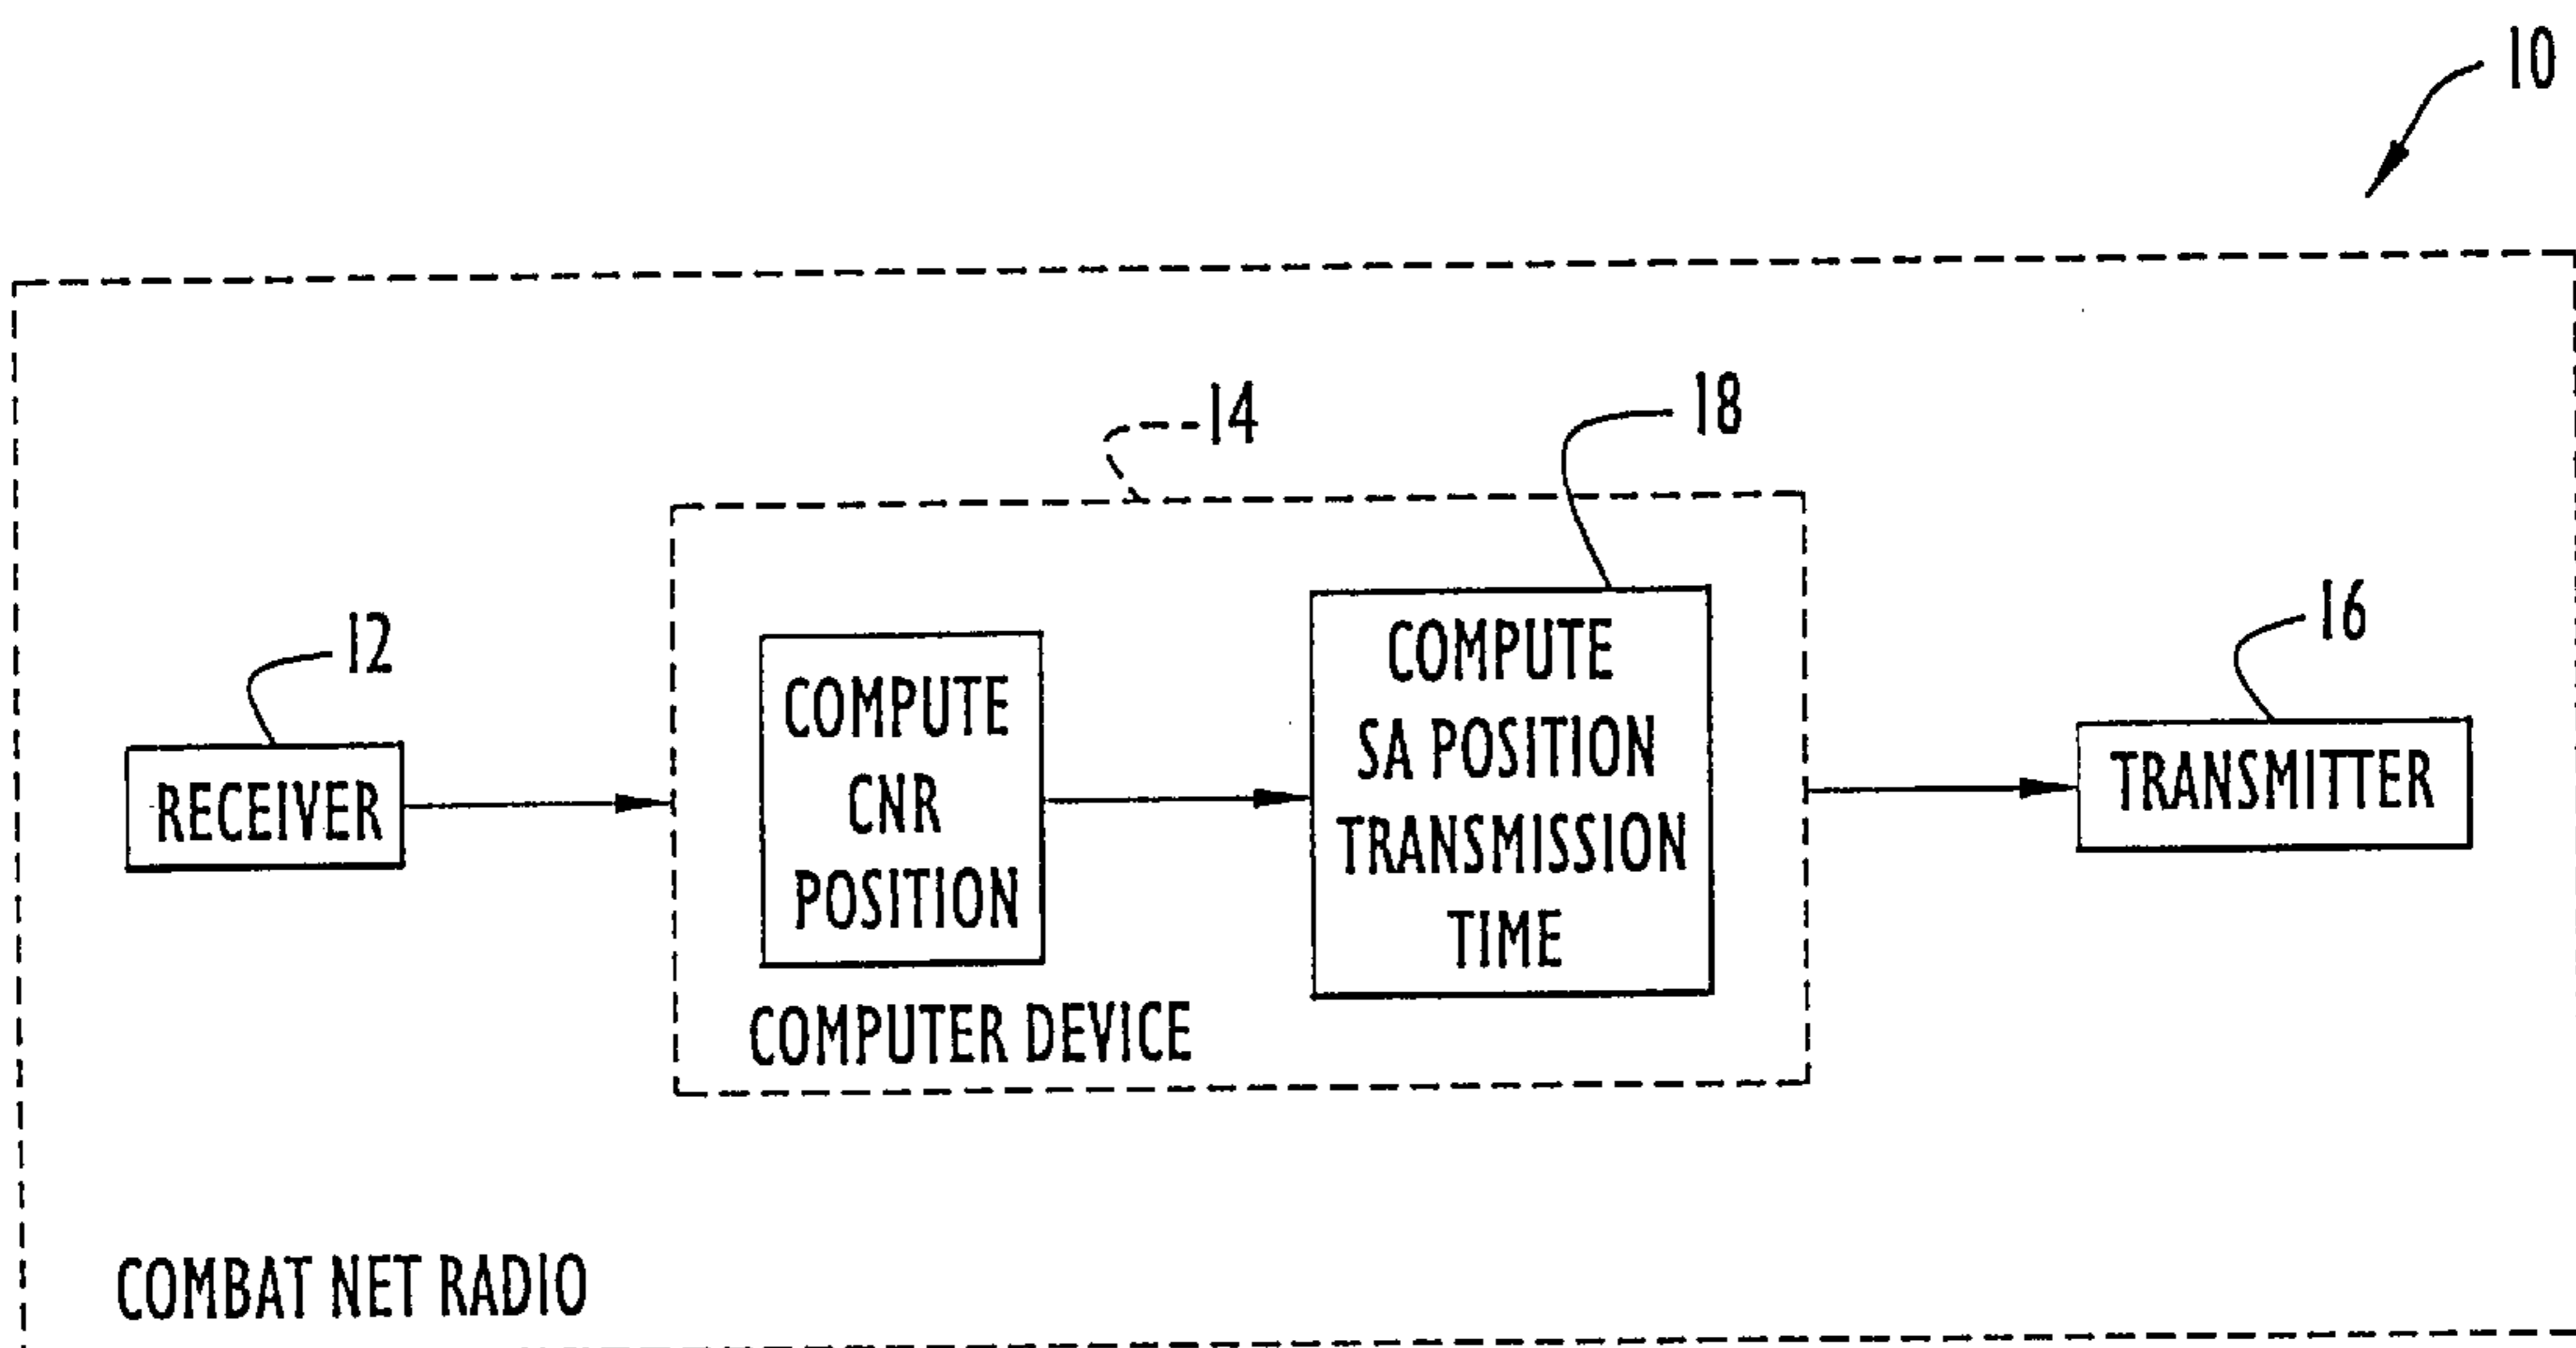 10
14
18
12
16
RECEIVER
COMPUTE
CNR
POSITION
COMPUTE
SA POSITION
TRANSMISSION
TIME
TRANSMITTER
COMPUTER DEVICE
COMBAT NET RADIO